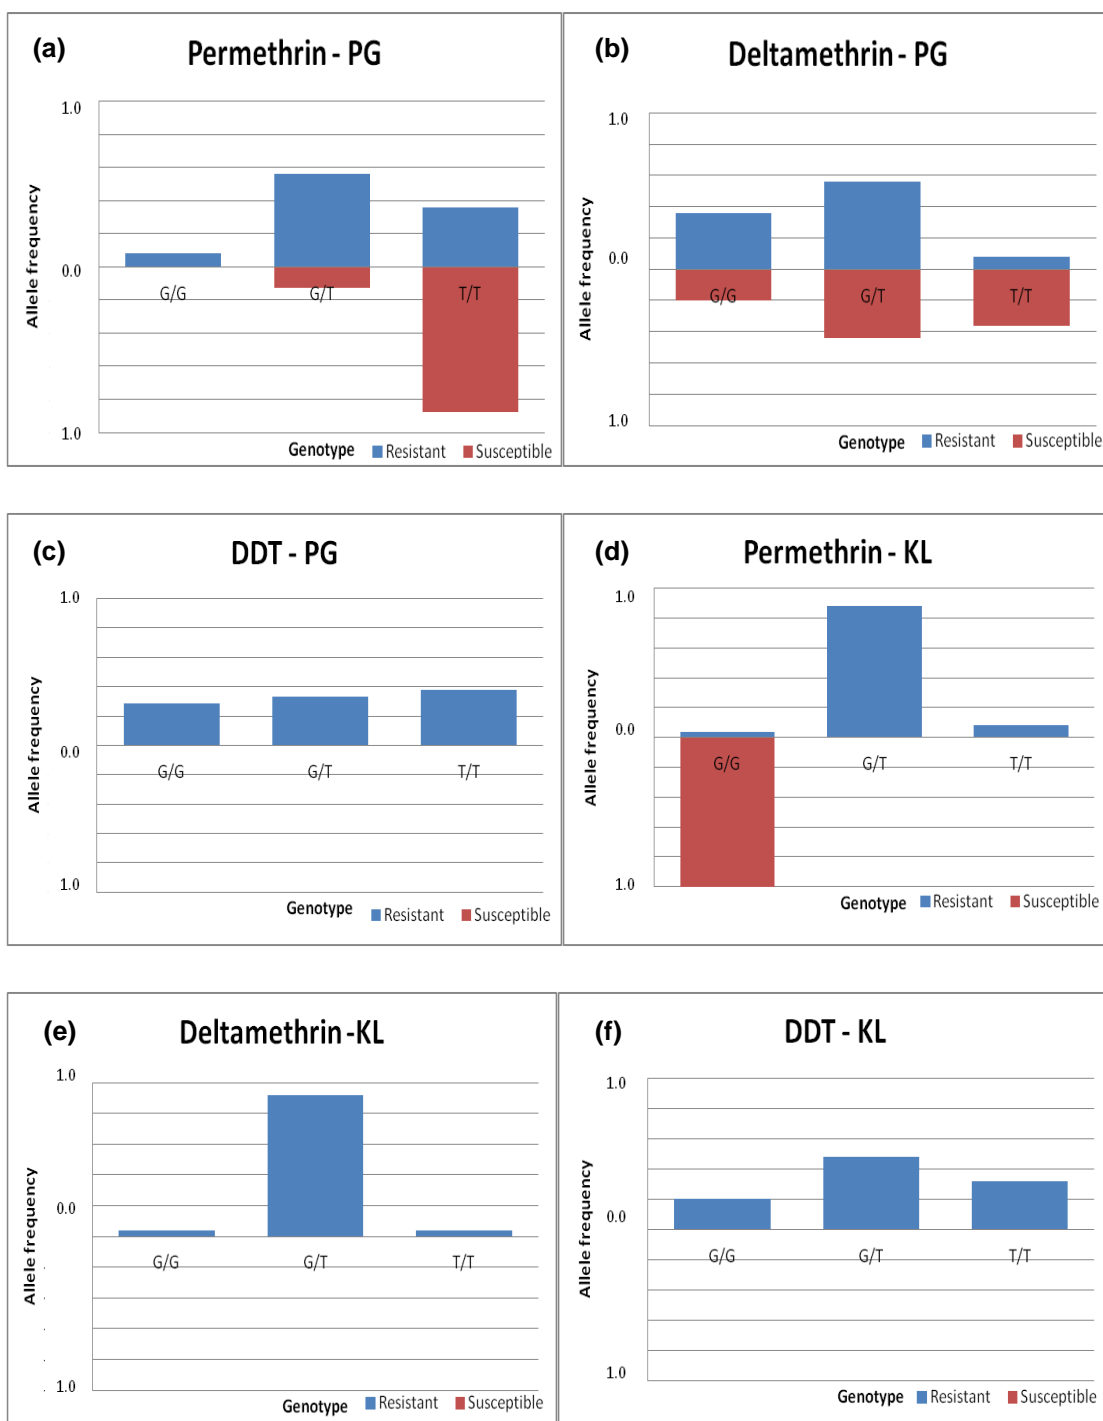 (a)
Permethrin - PG
1.0
0.0
1.0
Allele frequency
G/G
G/T
T/T
Genotype
Resistant
Susceptible
(b)
Deltamethrin - PG
1.0
0.0
1.0
Allele frequency
G/G
G/T
T/T
Genotype
Resistant
Susceptible
(c)
DDT - PG
1.0
0.0
1.0
Allele frequency
G/G
G/T
T/T
Genotype
Resistant
Susceptible
(d)
Permethrin - KL
1.0
0.0
1.0
Allele frequency
G/G
G/T
T/T
Genotype
Resistant
Susceptible
(e)
Deltamethrin -KL
1.0
0.0
1.0
Allele frequency
G/G
G/T
T/T
Genotype
Resistant
Susceptible
(f)
DDT - KL
1.0
0.0
1.0
Allele frequency
G/G
G/T
T/T
Genotype
Resistant
Susceptible